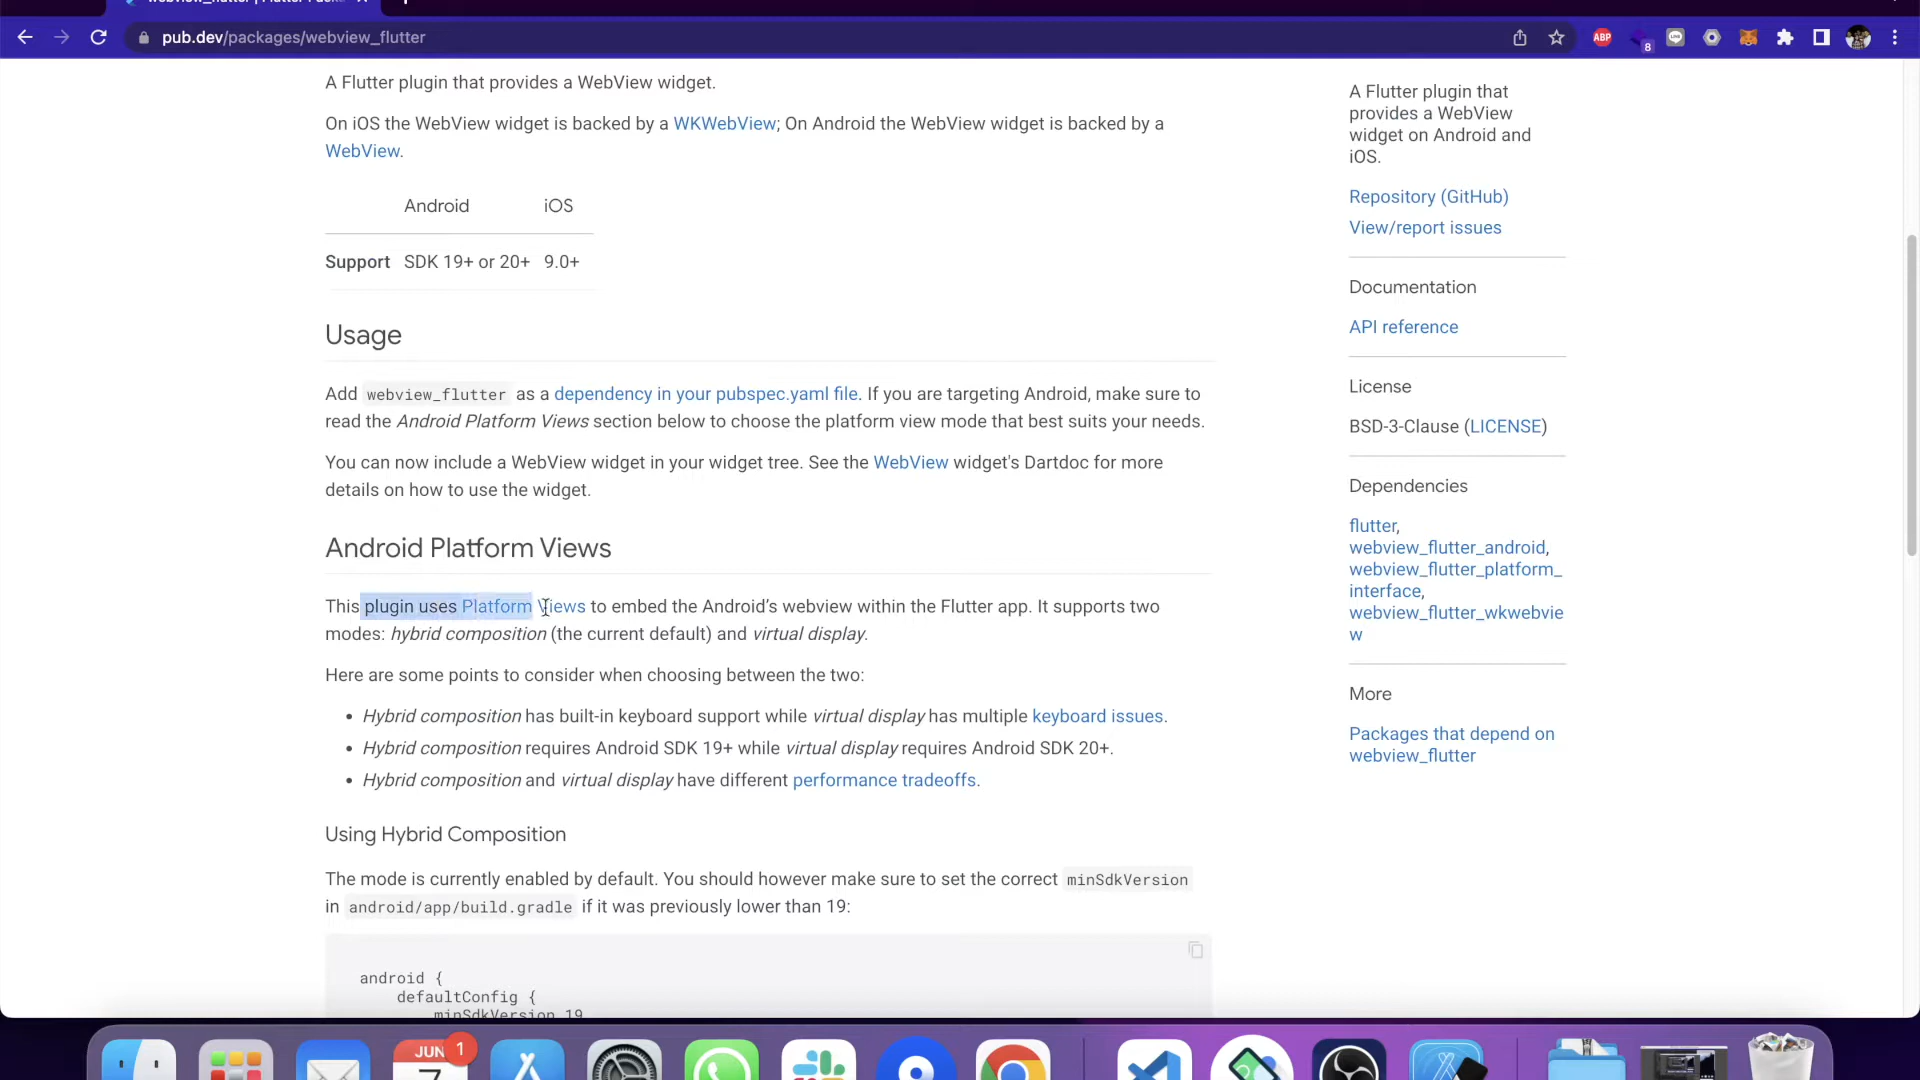 pub.dev/packages/webview_flutter
8
A Flutter plugin that provides a WebView widget.
On iOS the WebView widget is backed by a WKWebView; On Android the WebView widget is backed by a
WebView.
Android iOS
Support SDK 19+ or 20+ 9.0+
Usage
Add webview_flutter as a dependency in your pubspec.yaml file. If you are targeting Android, make sure to
read the Android Platform Views section below to choose the platform view mode that best suits your needs.
You can now include a WebView widget in your widget tree. See the WebView widget's Dartdoc for more
details on how to use the widget.
Android Platform Views
This plugin uses Platform Views to embed the Android’s webview within the Flutter app. It supports two
modes: hybrid composition (the current default) and virtual display.
Here are some points to consider when choosing between the two:
• Hybrid composition has built-in keyboard support while virtual display has multiple keyboard issues.
• Hybrid composition requires Android SDK 19+ while virtual display requires Android SDK 20+.
• Hybrid composition and virtual display have different performance tradeoffs.
Using Hybrid Composition
The mode is currently enabled by default. You should however make sure to set the correct minSdkVersion
in android/app/build.gradle if it was previously lower than 19:
android {
defaultConfig {
minSdkVersion 19
A Flutter plugin that
provides a WebView
widget on Android and
iOS.
Repository (GitHub)
View/report issues
Documentation
API reference
License
BSD-3-Clause (LICENSE)
Dependencies
flutter,
webview_flutter_android,
webview_flutter_platform_
interface,
webview_flutter_wkwebvie
w
More
Packages that depend on
webview_flutter
ABP
JUN
1